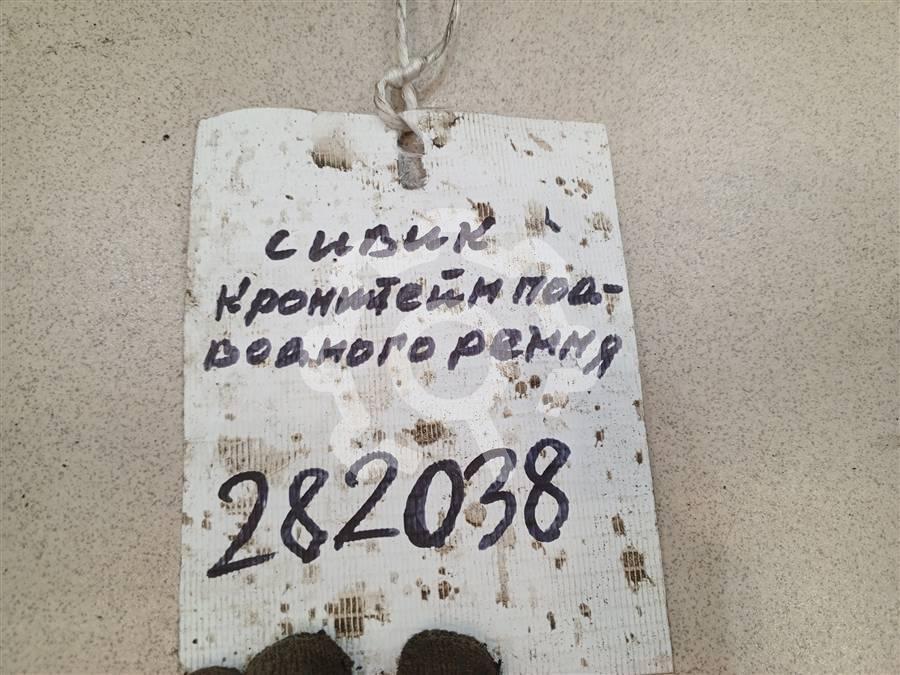 сивик
кронштейн под-
водного ремня
282038